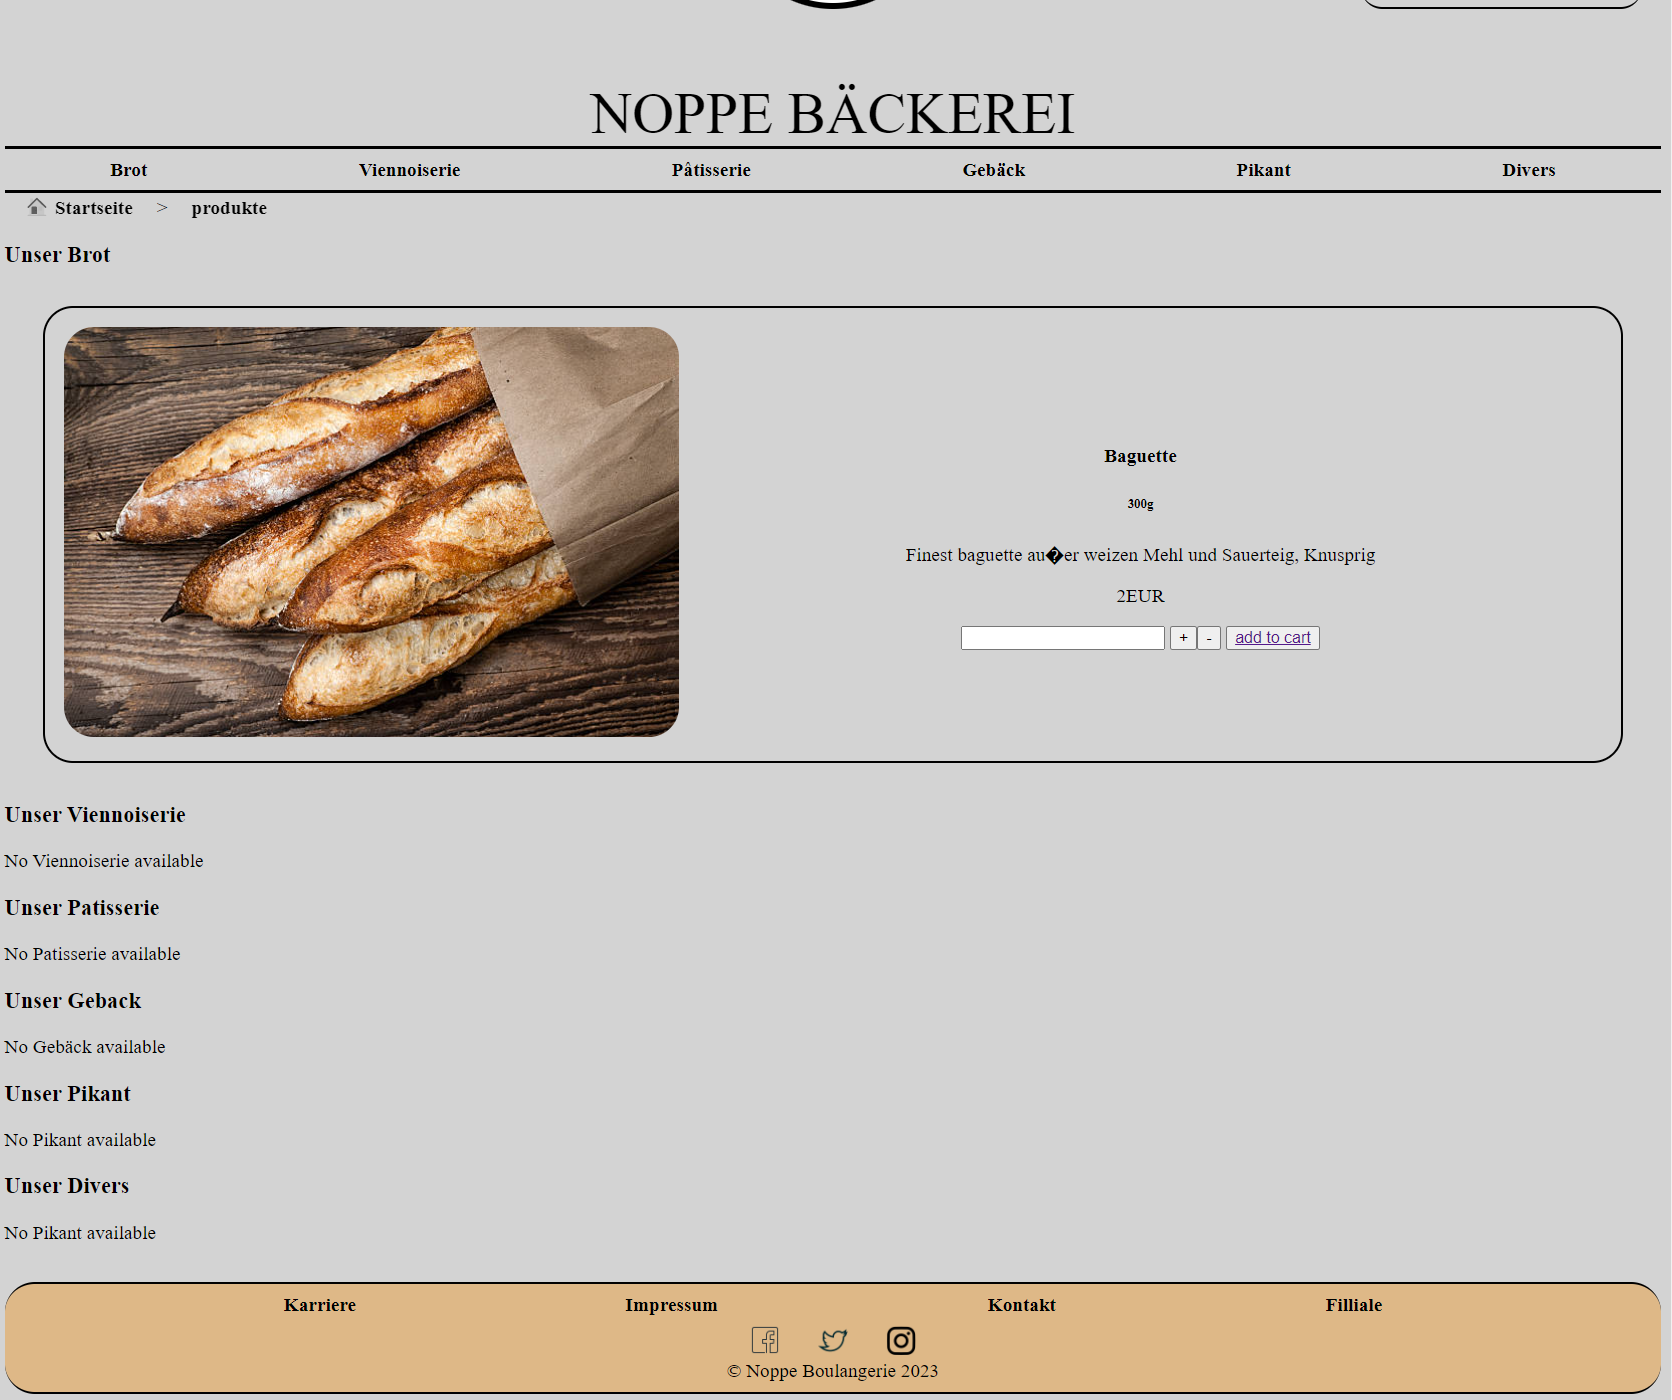 NOPPE BÄCKEREI
Brot Viennoiserie Pâtisserie Gebäck Pikant Divers
Startseite > produkte
Unser Brot
Baguette
300g
Finest baguette au�er weizen Mehl und Sauerteig, Knusprig
2EUR
+ - add to cart
Unser Viennoiserie
No Viennoiserie available
Unser Patisserie
No Patisserie available
Unser Geback
No Gebäck available
Unser Pikant
No Pikant available
Unser Divers
No Pikant available
Karriere Impressum Kontakt Filliale
© Noppe Boulangerie 2023